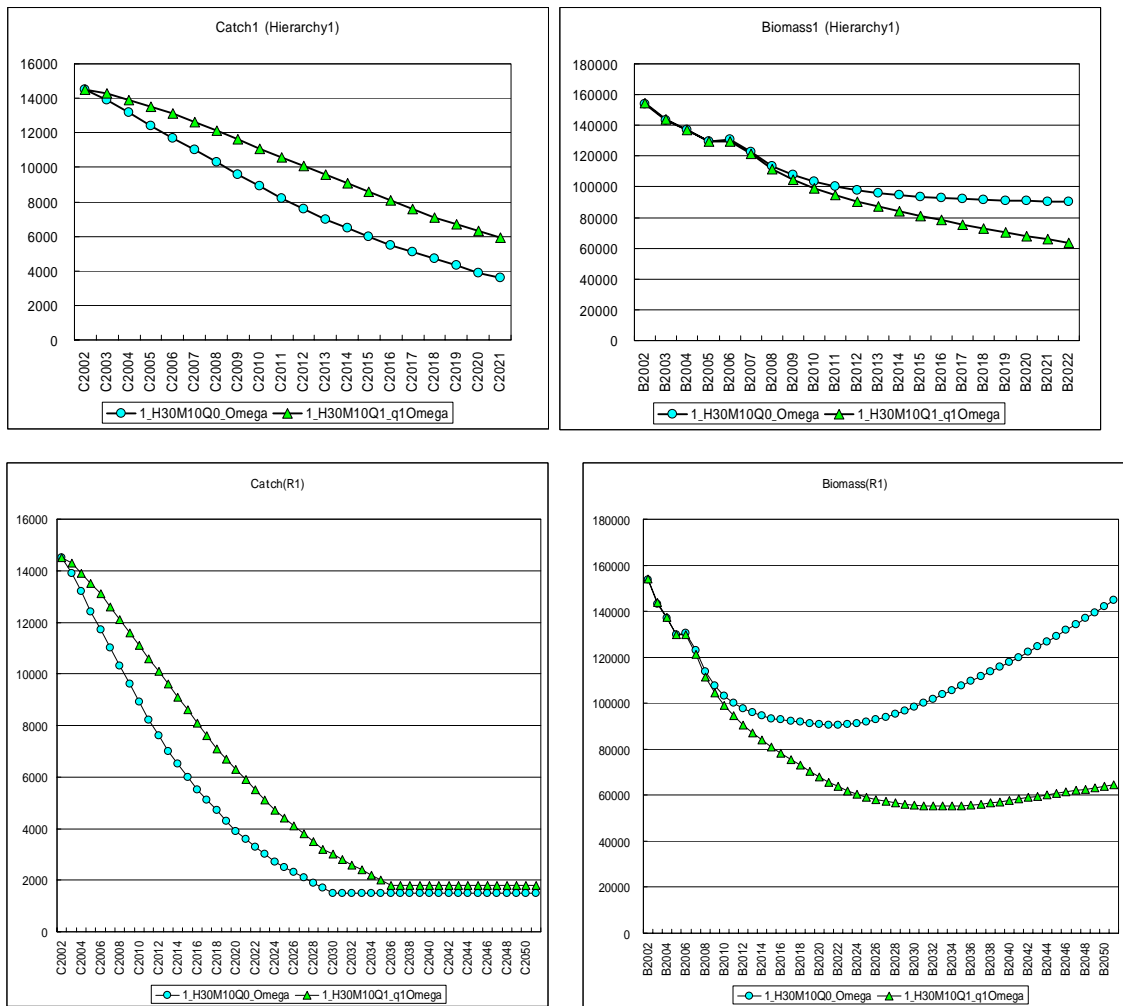 Catch1 (Hierarchy1)
16000
14000
12000
10000
8000
6000
4000
2000
0
C2002
C2003
C2004
C2005
C2006
C2007
C2008
C2009
C2010
C2011
C2012
C2013
C2014
C2015
C2016
C2017
C2018
C2019
C2020
C2021
1_H30M10Q0_Omega 1_H30M10Q1_q1Omega
Biomass1 (Hierarchy1)
180000
160000
140000
120000
100000
80000
60000
40000
20000
0
B2002
B2003
B2004
B2005
B2006
B2007
B2008
B2009
B2010
B2011
B2012
B2013
B2014
B2015
B2016
B2017
B2018
B2019
B2020
B2021
B2022
1_H30M10Q0_Omega 1_H30M10Q1_q1Omega
Catch(R1)
16000
14000
12000
10000
8000
6000
4000
2000
0
C2002
C2004
C2006
C2008
C2010
C2012
C2014
C2016
C2018
C2020
C2022
C2024
C2026
C2028
C2030
C2032
C2034
C2036
C2038
C2040
C2042
C2044
C2046
C2048
C2050
1_H30M10Q0_Omega 1_H30M10Q1_q1Omega
Biomass(R1)
180000
160000
140000
120000
100000
80000
60000
40000
20000
0
B2002
B2004
B2006
B2008
B2010
B2012
B2014
B2016
B2018
B2020
B2022
B2024
B2026
B2028
B2030
B2032
B2034
B2036
B2038
B2040
B2042
B2044
B2046
B2048
B2050
1_H30M10Q0_Omega 1_H30M10Q1_q1Omega